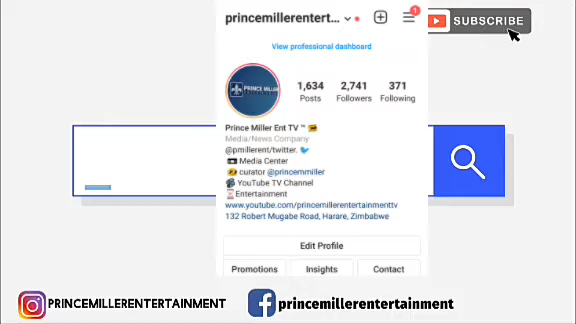 princemillerentert...
1
SUBSCRIBE
View professional dashboard
PRINCE MILLER
1,634 2,741 371
Posts Followers Following
Prince Miller Ent TV ™
Media/News Company
@pmillerent/twitter.
Media Center
curator @princemmiller
YouTube TV Channel
Entertainment
www.youtube.com/princemillerentertainmenttv
132 Robert Mugabe Road, Harare, Zimbabwe
Edit Profile
Promotions Insights Contact
PRINCEMILLERENTERTAINMENT
princemillerentertainment